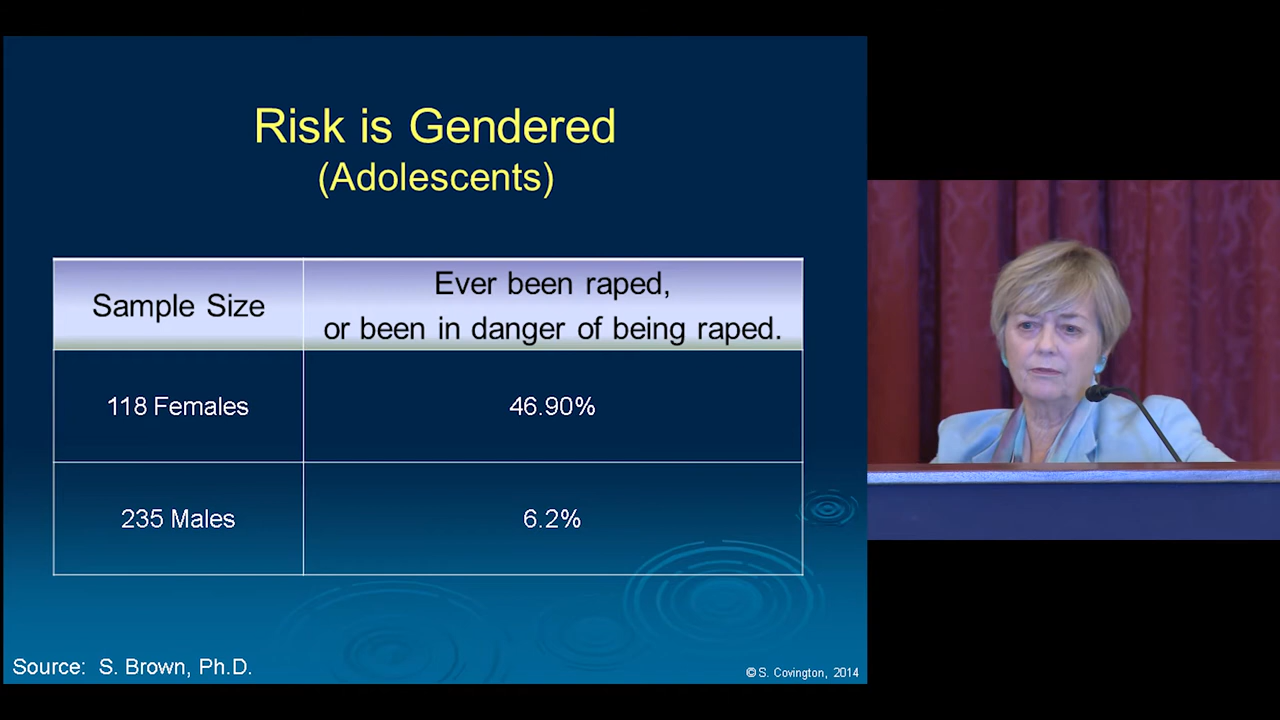 Risk is Gendered
(Adolescents)
Sample Size
Ever been raped,
or been in danger of being raped.
118 Females
46.90%
235 Males
6.2%
Source: S. Brown, Ph.D.
© S. Covington, 2014